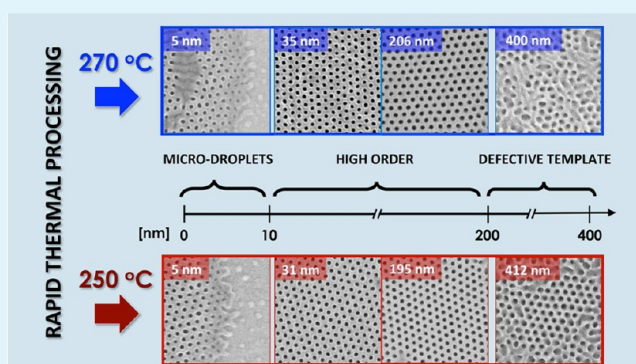 RAPID THERMAL PROCESSING
270 °C
5 nm
35 nm
206 nm
400 nm
MICRO-DROPLETS
HIGH ORDER
DEFECTIVE TEMPLATE
[nm]
0
10
200
400
250 °C
5 nm
31 nm
195 nm
412 nm